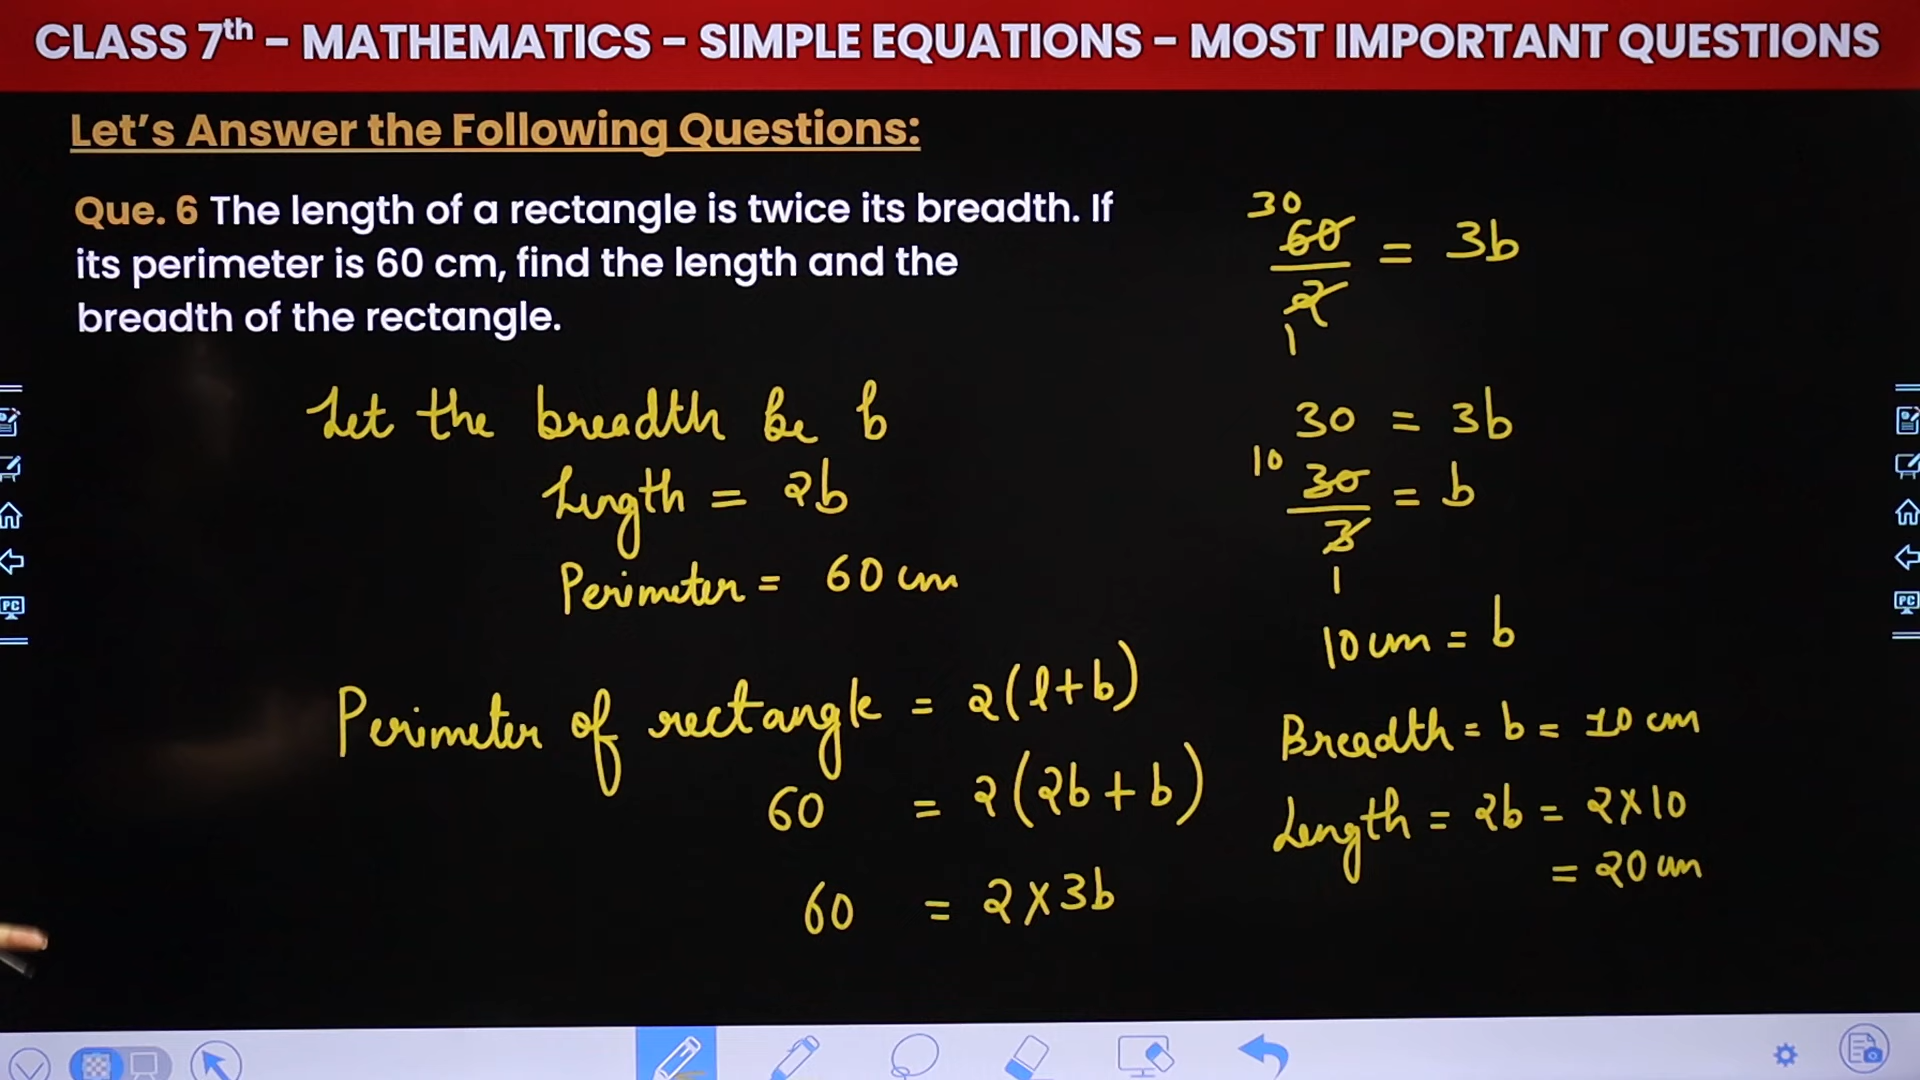 CLASS 7th - MATHEMATICS - SIMPLE EQUATIONS - MOST IMPORTANT QUESTIONS
Let's Answer the Following Questions:
Que. 6 The length of a rectangle is twice its breadth. If
its perimeter is 60 cm, find the length and the
breadth of the rectangle.
Let the breadth be b
Length = 2b
Perimeter = 60 cm
Perimeter of rectangle = 2(l+b)
60 = 2(2b+b)
60 = 2×3b
30
60/2 = 3b
1
30 = 3b
10
30/3 = b
1
10 cm = b
Breadth = b = 10 cm
Length = 2b = 2×10
= 20 cm
PC
PC